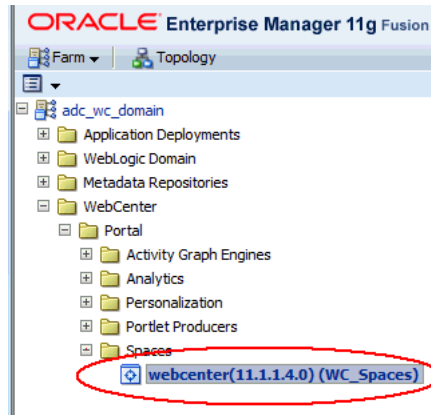 ORACLE Enterprise Manager 11g Fusion
Farm Topology
adc_wc_domain
Application Deployments
WebLogic Domain
Metadata Repositories
WebCenter
Portal
Activity Graph Engines
Analytics
Personalization
Portlet Producers
Spaces
webcenter(11.1.1.4.0) (WC_Spaces)